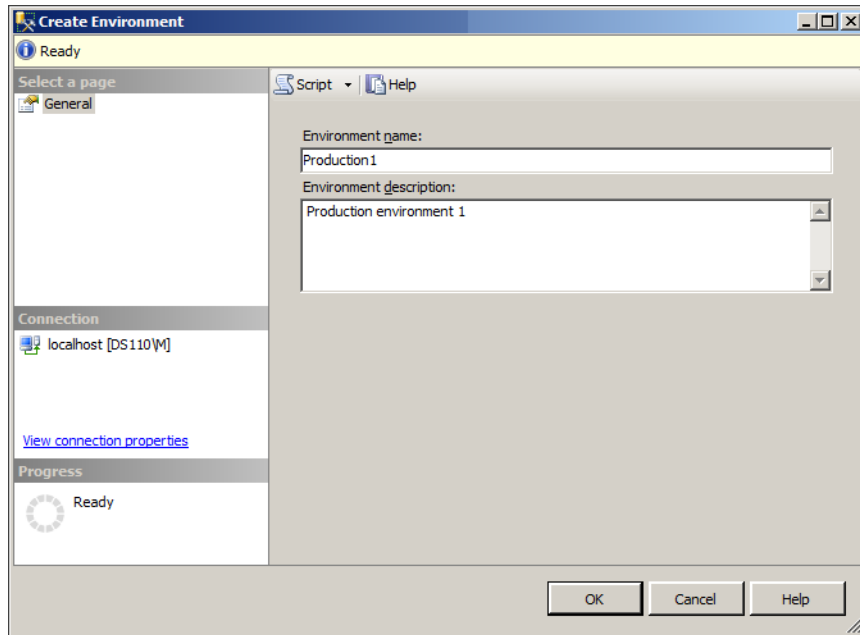 Create Environment
Ready
Select a page
General
Script
Help
Environment name:
Production1
Environment description:
Production environment 1
Connection
localhost [DS110\M]
View connection properties
Progress
Ready
OK
Cancel
Help